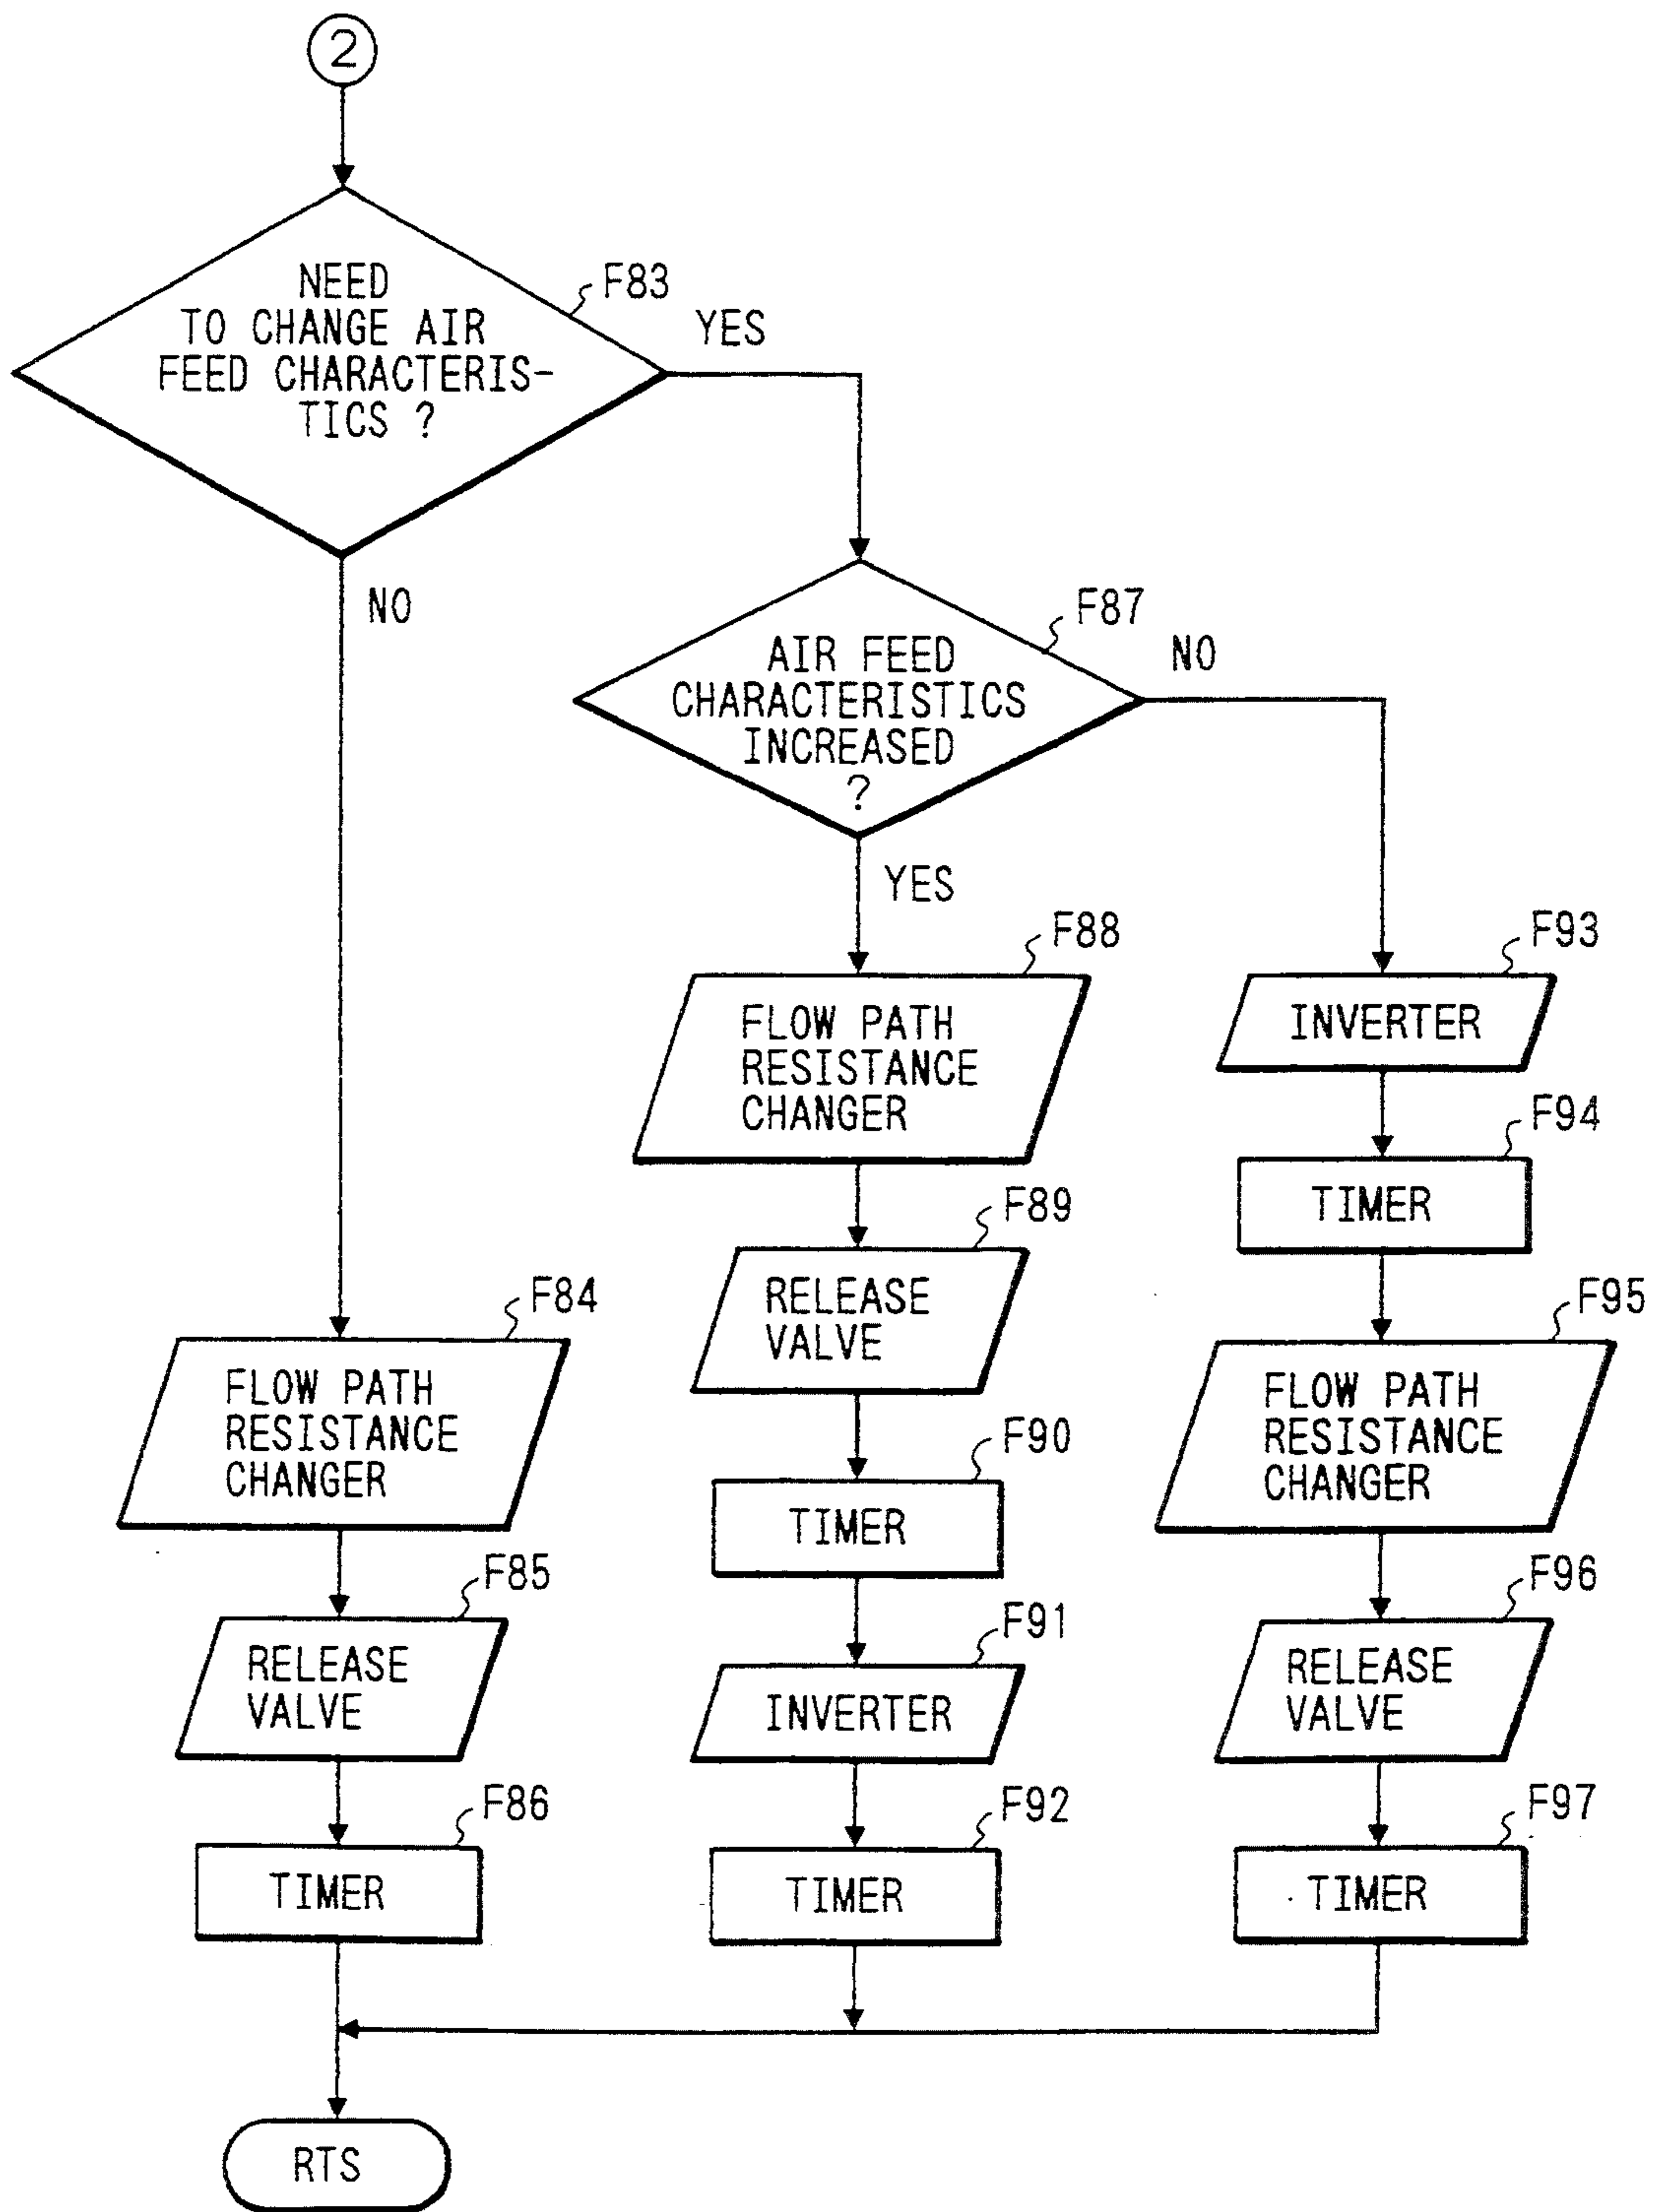 2
NEED
TO CHANGE AIR
FEED CHARACTERIS-
TICS ?
F83
YES
NO
AIR FEED
CHARACTERISTICS
INCREASED
?
F87
NO
YES
F84
FLOW PATH
RESISTANCE
CHANGER
F85
RELEASE
VALVE
F86
TIMER
F88
FLOW PATH
RESISTANCE
CHANGER
F89
RELEASE
VALVE
F90
TIMER
F91
INVERTER
F92
TIMER
F93
INVERTER
F94
TIMER
F95
FLOW PATH
RESISTANCE
CHANGER
F96
RELEASE
VALVE
F97
TIMER
RTS